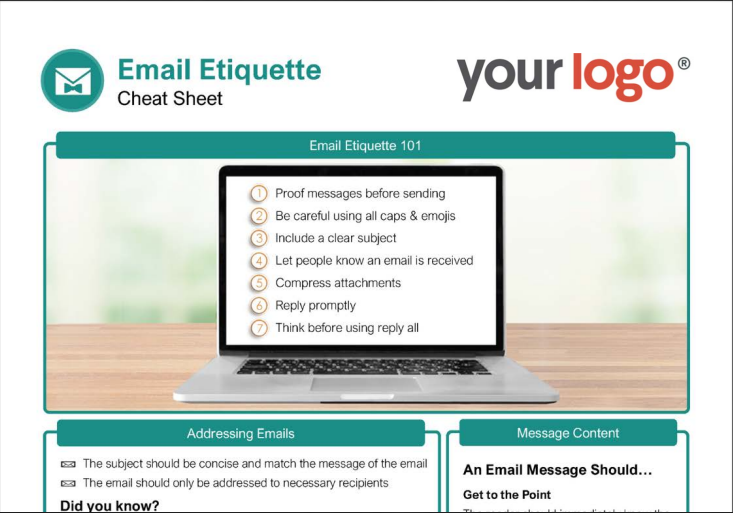 Email Etiquette
Cheat Sheet
your logo®
Email Etiquette 101
1 Proof messages before sending
2 Be careful using all caps & emojis
3 Include a clear subject
4 Let people know an email is received
5 Compress attachments
6 Reply promptly
7 Think before using reply all
Addressing Emails
The subject should be concise and match the message of the email
The email should only be addressed to necessary recipients
Did you know?
Message Content
An Email Message Should...
Get to the Point